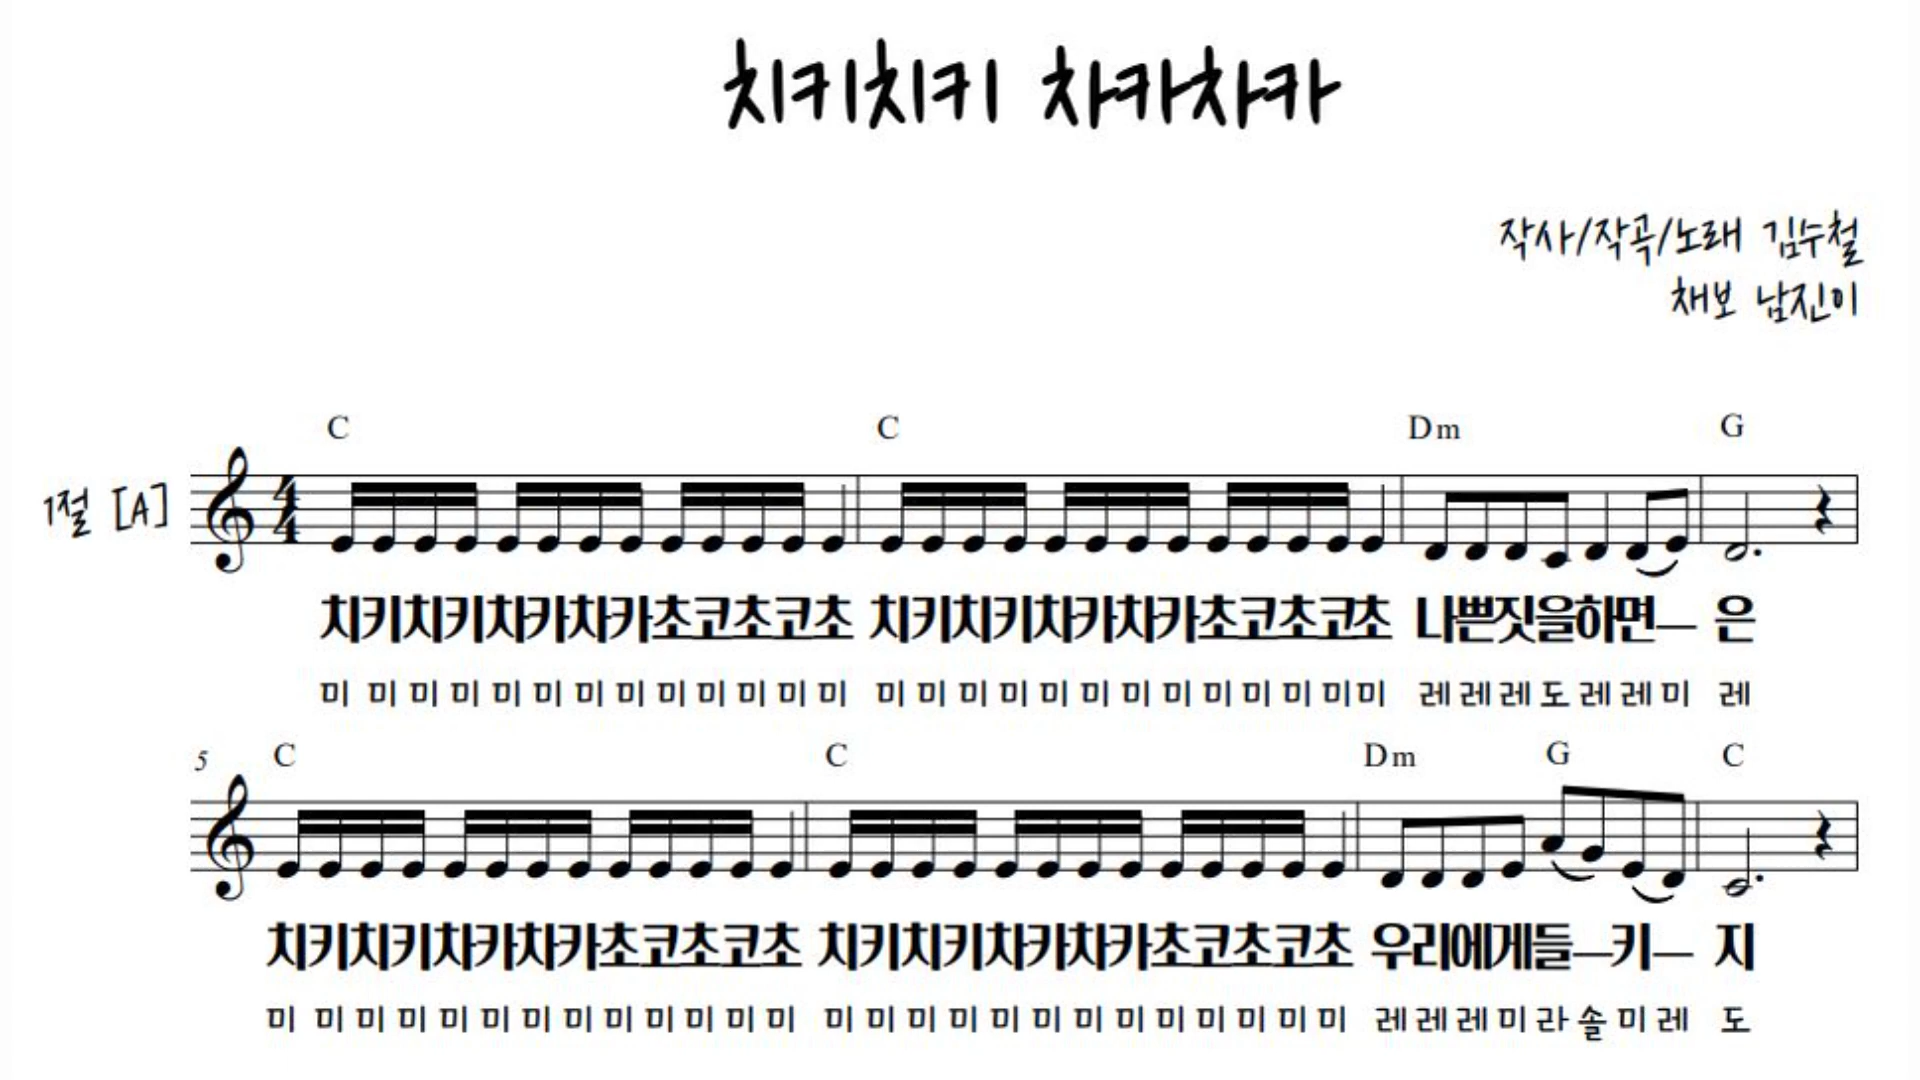 치키치키 차카차카
작사/작곡/노래 김수철
채보 남진이
C C Dm G
1절 [A]
치키치키차카차카초코초코초 치키치키차카차카초코초코초 나쁜짓을하면— 은
미 미 미 미 미 미 미 미 미 미 미 미 미 미 미 미 미 미 미 미 미 미 미 미 미 미 레 레 레 도 레 레 미 레
5 C C Dm G C
치키치키차카차카초코초코초 치키치키차카차카초코초코초 우리에게들—키— 지
미 미 미 미 미 미 미 미 미 미 미 미 미 미 미 미 미 미 미 미 미 미 미 미 미 미 레 레 레 미 라 솔 미 레 도